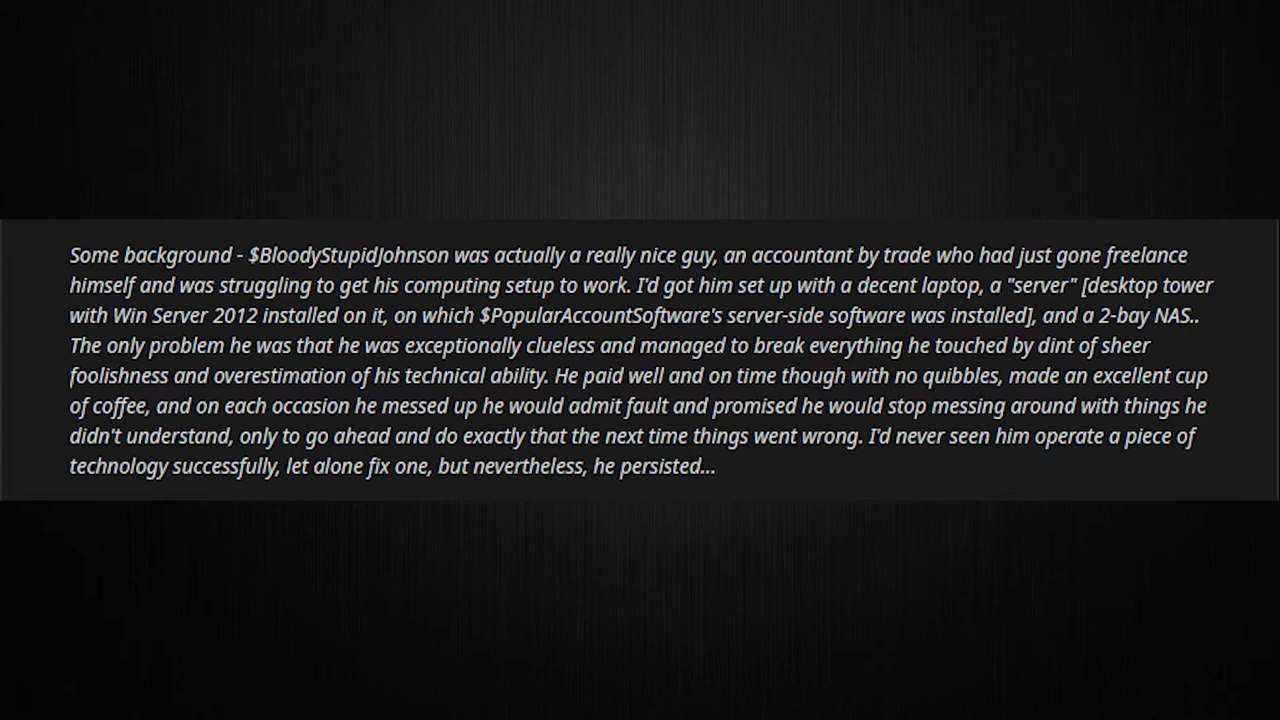 Some background - $BloodyStupidJohnson was actually a really nice guy, an accountant by trade who had just gone freelance
himself and was struggling to get his computing setup to work. I'd got him set up with a decent laptop, a "server" [desktop tower
with Win Server 2012 installed on it, on which $PopularAccountSoftware's server-side software was installed], and a 2-bay NAS..
The only problem he was that he was exceptionally clueless and managed to break everything he touched by dint of sheer
foolishness and overestimation of his technical ability. He paid well and on time though with no quibbles, made an excellent cup
of coffee, and on each occasion he messed up he would admit fault and promised he would stop messing around with things he
didn't understand, only to go ahead and do exactly that the next time things went wrong. I'd never seen him operate a piece of
technology successfully, let alone fix one, but nevertheless, he persisted...